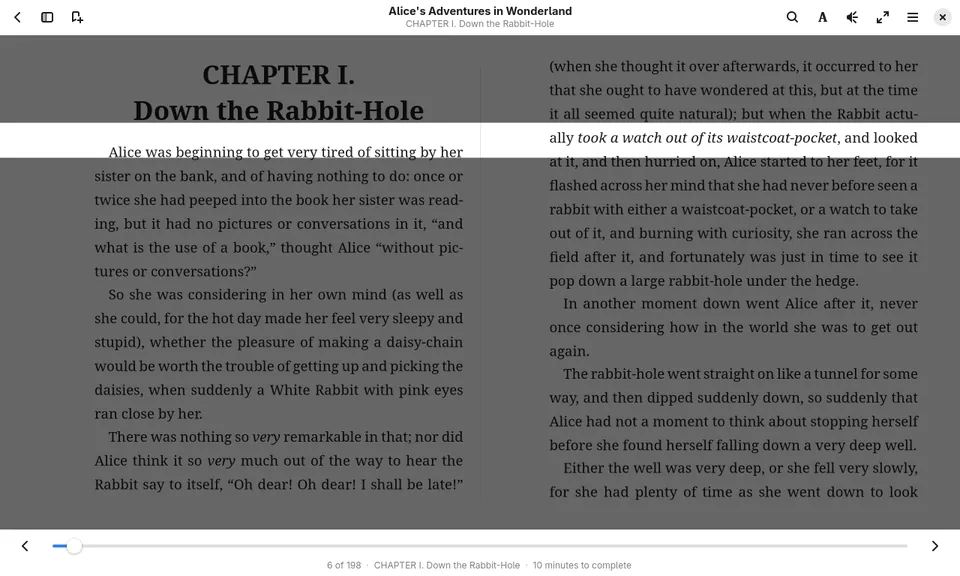 Alice's Adventures in Wonderland
CHAPTER I. Down the Rabbit-Hole
A
CHAPTER I.
Down the Rabbit-Hole
Alice was beginning to get very tired of sitting by her
sister on the bank, and of having nothing to do: once or
twice she had peeped into the book her sister was read-
ing, but it had no pictures or conversations in it, “and
what is the use of a book,” thought Alice “without pic-
tures or conversations?”
So she was considering in her own mind (as well as
she could, for the hot day made her feel very sleepy and
stupid), whether the pleasure of making a daisy-chain
would be worth the trouble of getting up and picking the
daisies, when suddenly a White Rabbit with pink eyes
ran close by her.
There was nothing so very remarkable in that; nor did
Alice think it so very much out of the way to hear the
Rabbit say to itself, “Oh dear! Oh dear! I shall be late!”
(when she thought it over afterwards, it occurred to her
that she ought to have wondered at this, but at the time
it all seemed quite natural); but when the Rabbit actu-
ally took a watch out of its waistcoat-pocket, and looked
at it, and then hurried on, Alice started to her feet, for it
flashed across her mind that she had never before seen a
rabbit with either a waistcoat-pocket, or a watch to take
out of it, and burning with curiosity, she ran across the
field after it, and fortunately was just in time to see it
pop down a large rabbit-hole under the hedge.
In another moment down went Alice after it, never
once considering how in the world she was to get out
again.
The rabbit-hole went straight on like a tunnel for some
way, and then dipped suddenly down, so suddenly that
Alice had not a moment to think about stopping herself
before she found herself falling down a very deep well.
Either the well was very deep, or she fell very slowly,
for she had plenty of time as she went down to look
6 of 198 · CHAPTER I. Down the Rabbit-Hole · 10 minutes to complete